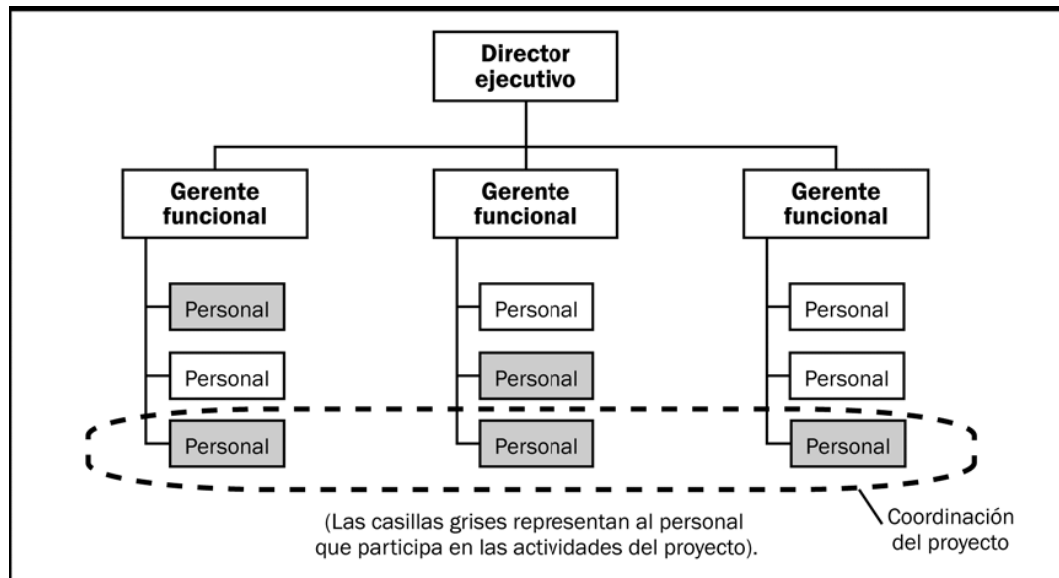 Director
ejecutivo
Gerente
funcional
Gerente
funcional
Gerente
funcional
Personal
Personal
Personal
Personal
Personal
Personal
Personal
Personal
Personal
(Las casillas grises representan al personal
que participa en las actividades del proyecto).
Coordinación
del proyecto